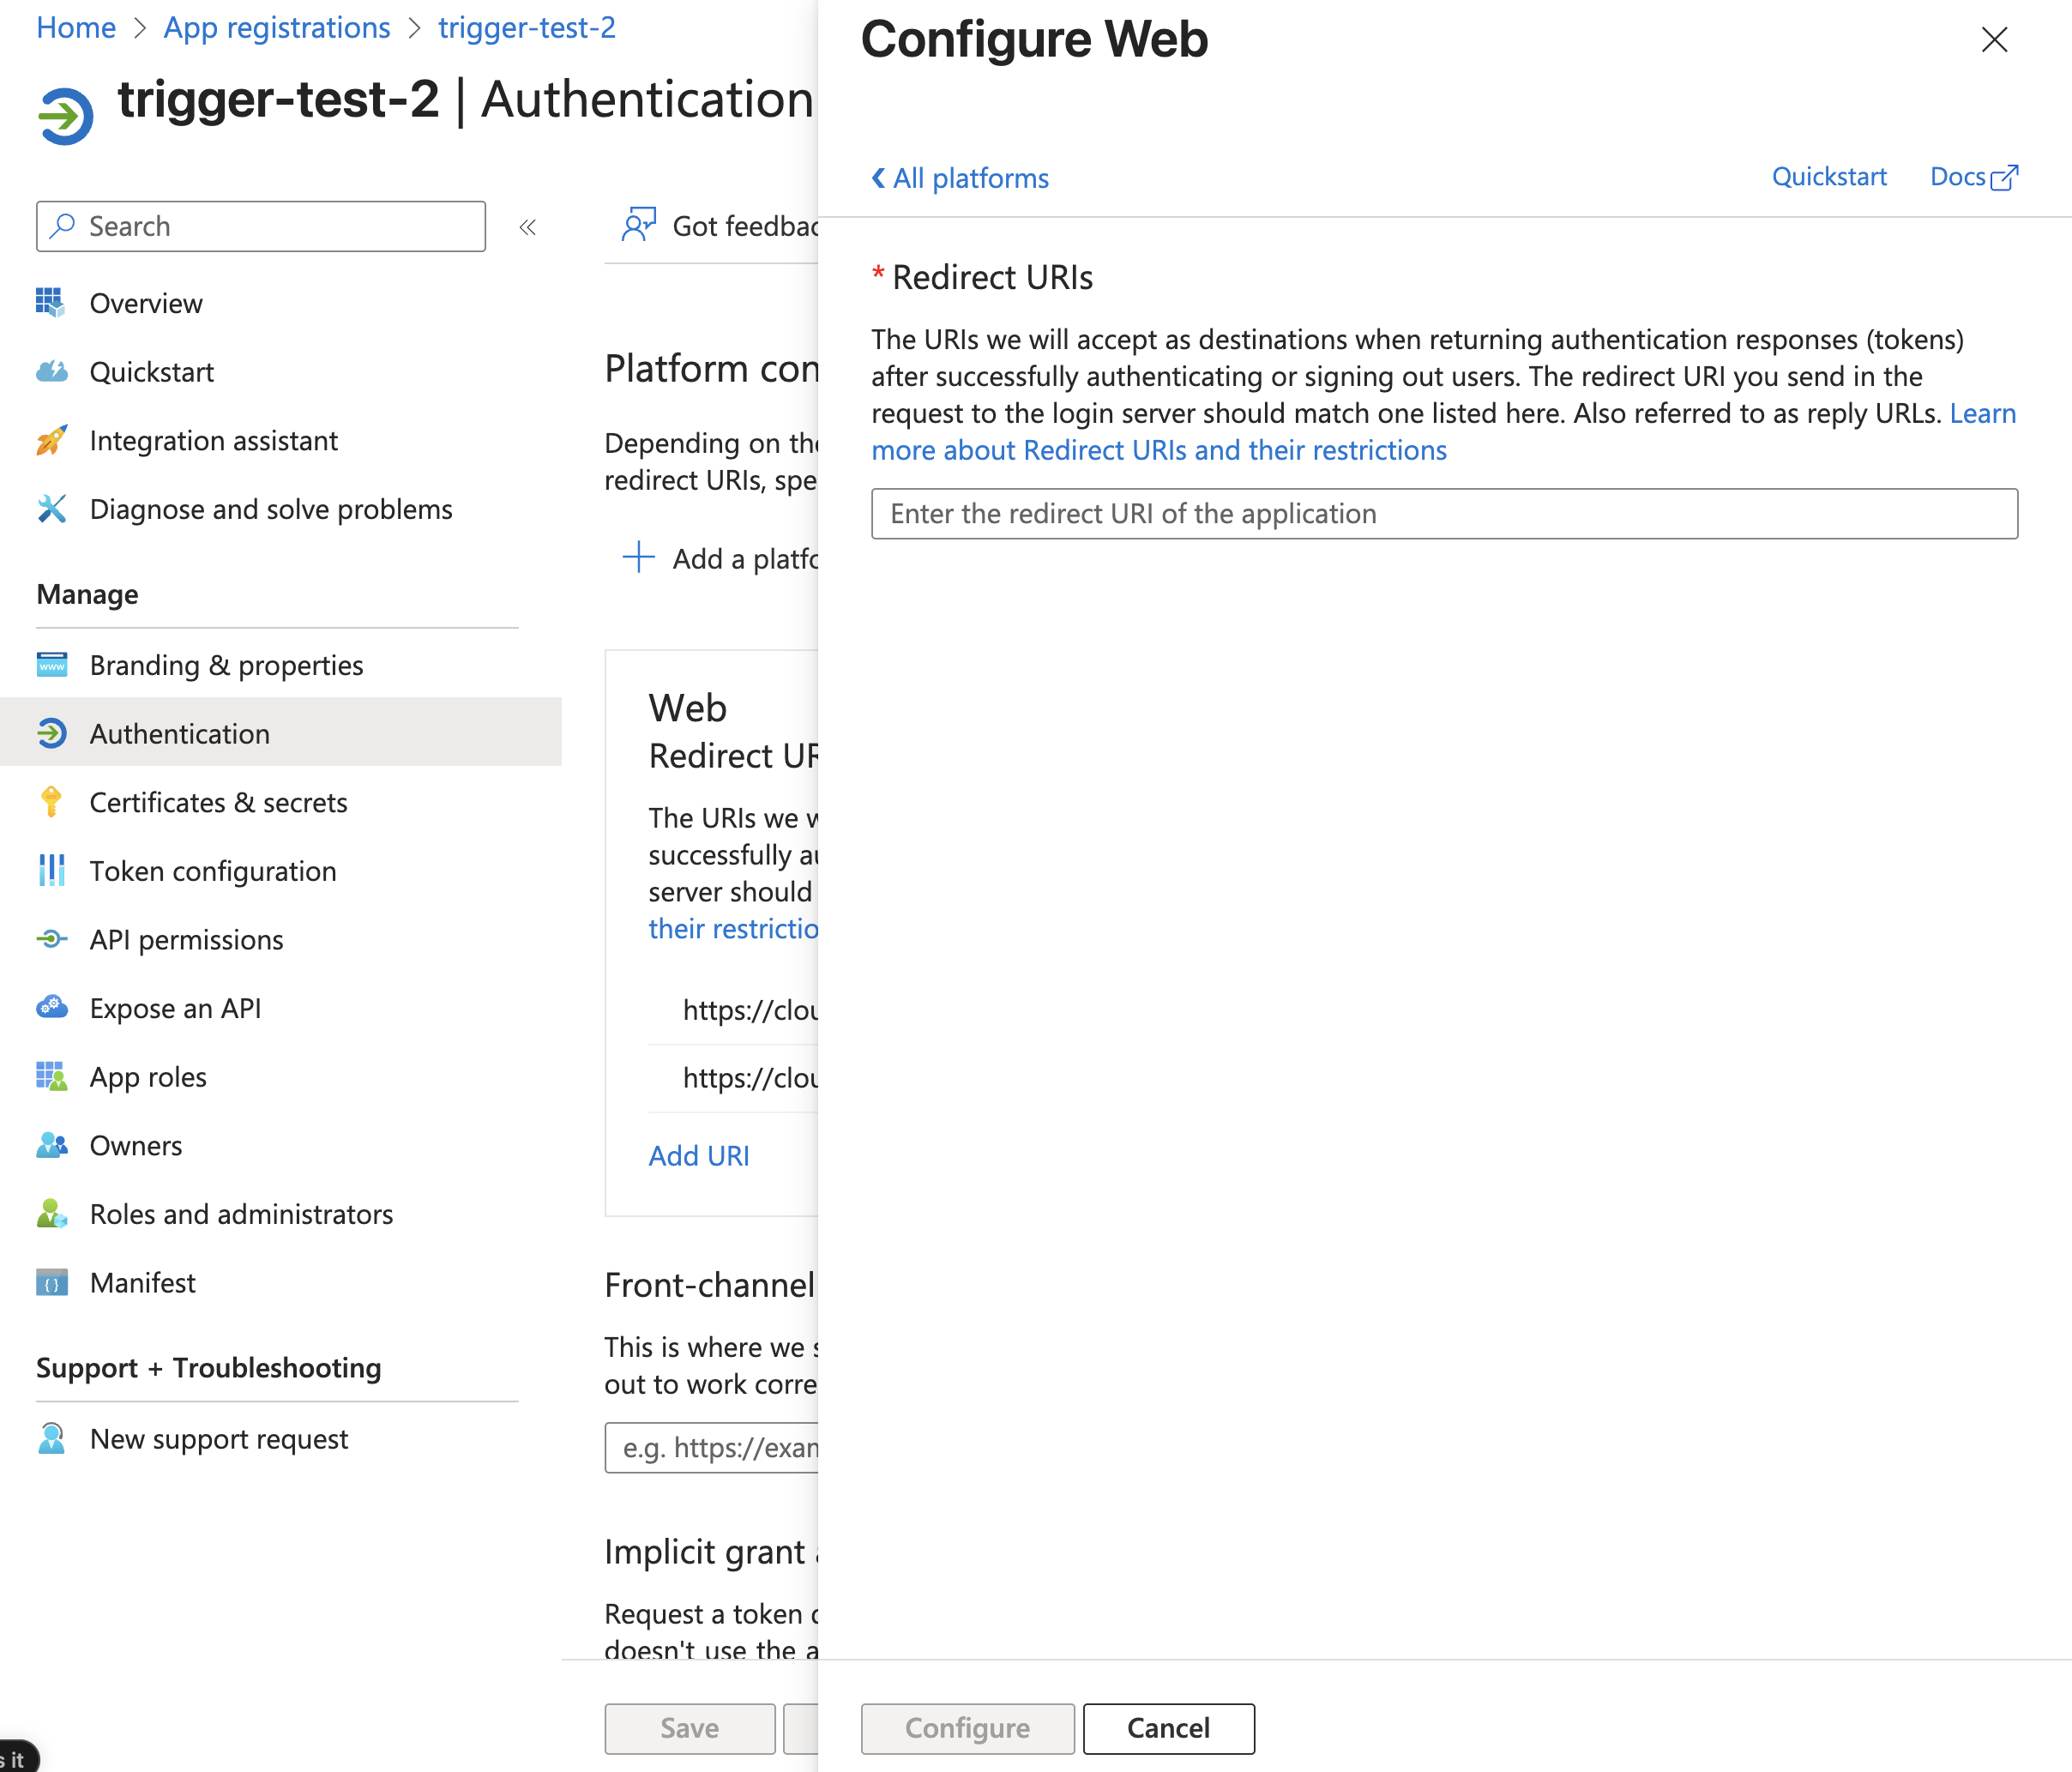 Home > App registrations > trigger-test-2
trigger-test-2 | Authentication
Search
Overview
Quickstart
Integration assistant
Diagnose and solve problems
Manage
Branding & properties
Authentication
Certificates & secrets
Token configuration
API permissions
Expose an API
App roles
Owners
Roles and administrators
Manifest
Support + Troubleshooting
New support request
s it
Got feedbac
Platform con
Depending on the
redirect URIs, spe
Add a platfo
Web
Redirect UR
The URIs we w
successfully au
server should
their restrictio
https://clou
https://clou
Add URI
Front-channel
This is where we s
out to work corre
e.g. https://exam
Implicit grant a
Request a token d
doesn't use the a
Save
Configure Web
All platforms
Quickstart
Docs
* Redirect URIs
The URIs we will accept as destinations when returning authentication responses (tokens)
after successfully authenticating or signing out users. The redirect URI you send in the
request to the login server should match one listed here. Also referred to as reply URLs. Learn
more about Redirect URIs and their restrictions
Enter the redirect URI of the application
Configure
Cancel